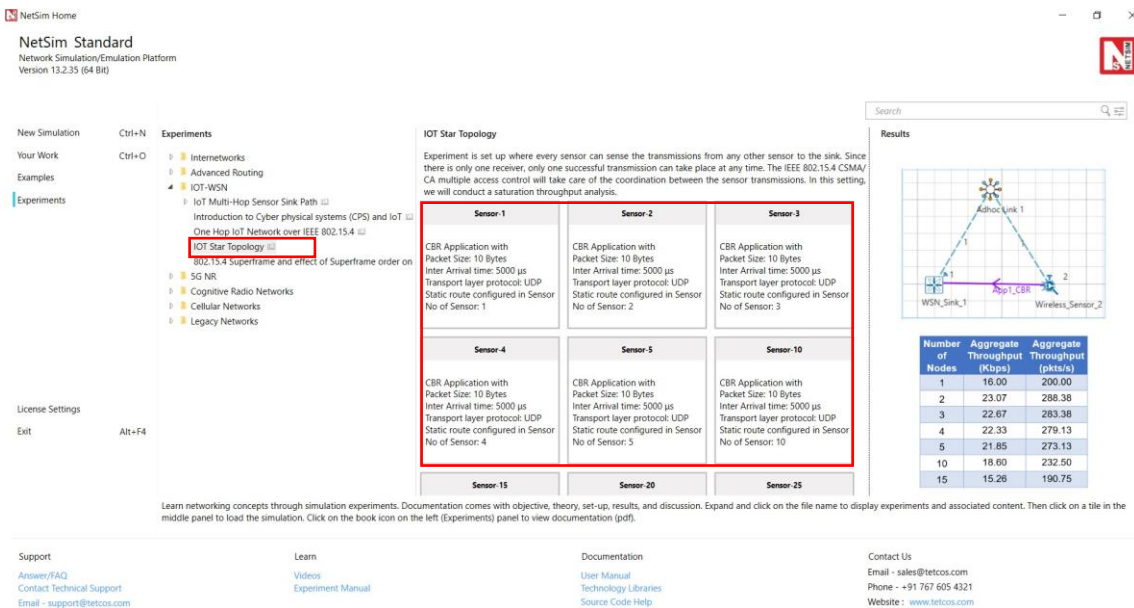 NetSim Home
NetSim Standard
Network Simulation/Emulation Platform
Version 13.2.35 (64 Bit)
NETSIM
Search
New Simulation Ctrl+N
Your Work Ctrl+O
Examples
Experiments
License Settings
Exit Alt+F4
Experiments
Internetworks
Advanced Routing
IOT-WSN
IoT Multi-Hop Sensor Sink Path
Introduction to Cyber physical systems (CPS) and IoT
One Hop IoT Network over IEEE 802.15.4
IOT Star Topology
802.15.4 Superframe and effect of Superframe order on
5G NR
Cognitive Radio Networks
Cellular Networks
Legacy Networks
IOT Star Topology
Experiment is set up where every sensor can sense the transmissions from any other sensor to the sink. Since
there is only one receiver, only one successful transmission can take place at any time. The IEEE 802.15.4 CSMA/
CA multiple access control will take care of the coordination between the sensor transmissions. In this setting,
we will conduct a saturation throughput analysis.
Sensor-1
CBR Application with
Packet Size: 10 Bytes
Inter Arrival time: 5000 µs
Transport layer protocol: UDP
Static route configured in Sensor
No of Sensor: 1
Sensor-2
CBR Application with
Packet Size: 10 Bytes
Inter Arrival time: 5000 µs
Transport layer protocol: UDP
Static route configured in Sensor
No of Sensor: 2
Sensor-3
CBR Application with
Packet Size: 10 Bytes
Inter Arrival time: 5000 µs
Transport layer protocol: UDP
Static route configured in Sensor
No of Sensor: 3
Sensor-4
CBR Application with
Packet Size: 10 Bytes
Inter Arrival time: 5000 µs
Transport layer protocol: UDP
Static route configured in Sensor
No of Sensor: 4
Sensor-5
CBR Application with
Packet Size: 10 Bytes
Inter Arrival time: 5000 µs
Transport layer protocol: UDP
Static route configured in Sensor
No of Sensor: 5
Sensor-10
CBR Application with
Packet Size: 10 Bytes
Inter Arrival time: 5000 µs
Transport layer protocol: UDP
Static route configured in Sensor
No of Sensor: 10
Sensor-15
Sensor-20
Sensor-25
Results
Adhoc Link 1
1
1
2
App1_CBR
WSN_Sink_1
Wireless_Sensor_2
Number of Nodes Aggregate Throughput (Kbps) Aggregate Throughput (pkts/s)
1 16.00 200.00
2 23.07 288.38
3 22.67 283.38
4 22.33 279.13
5 21.85 273.13
10 18.60 232.50
15 15.26 190.75
Learn networking concepts through simulation experiments. Documentation comes with objective, theory, set-up, results, and discussion. Expand and click on the file name to display experiments and associated content. Then click on a tile in the
middle panel to load the simulation. Click on the book icon on the left (Experiments) panel to view documentation (pdf).
Support
Answer/FAQ
Contact Technical Support
Email - support@tetcos.com
Learn
Videos
Experiment Manual
Documentation
User Manual
Technology Libraries
Source Code Help
Contact Us
Email - sales@tetcos.com
Phone - +91 767 605 4321
Website : www.tetcos.com